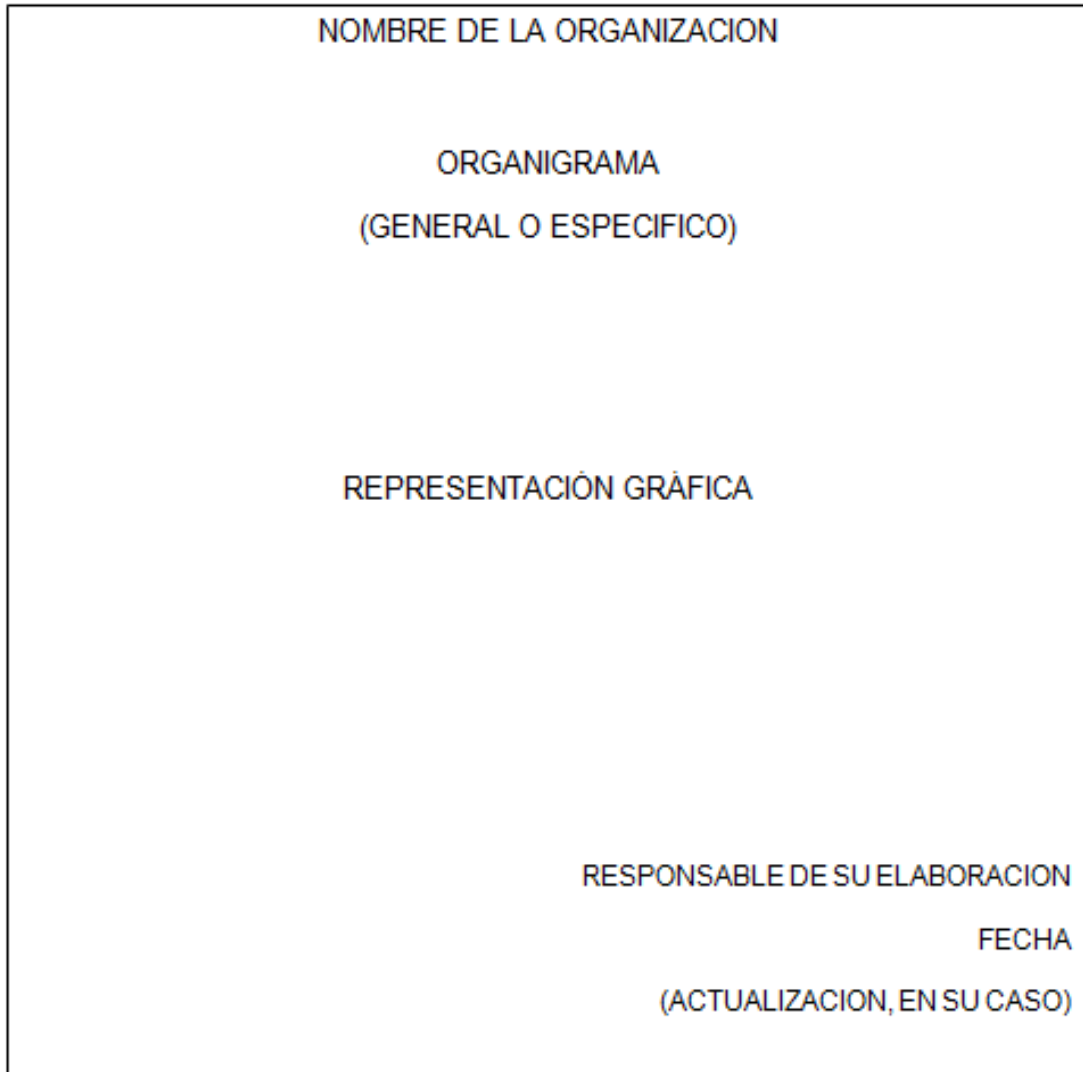 NOMBRE DE LA ORGANIZACION
ORGANIGRAMA
(GENERAL O ESPECIFICO)
REPRESENTACIÓN GRÁFICA
RESPONSABLE DE SU ELABORACION
FECHA
(ACTUALIZACION, EN SU CASO)